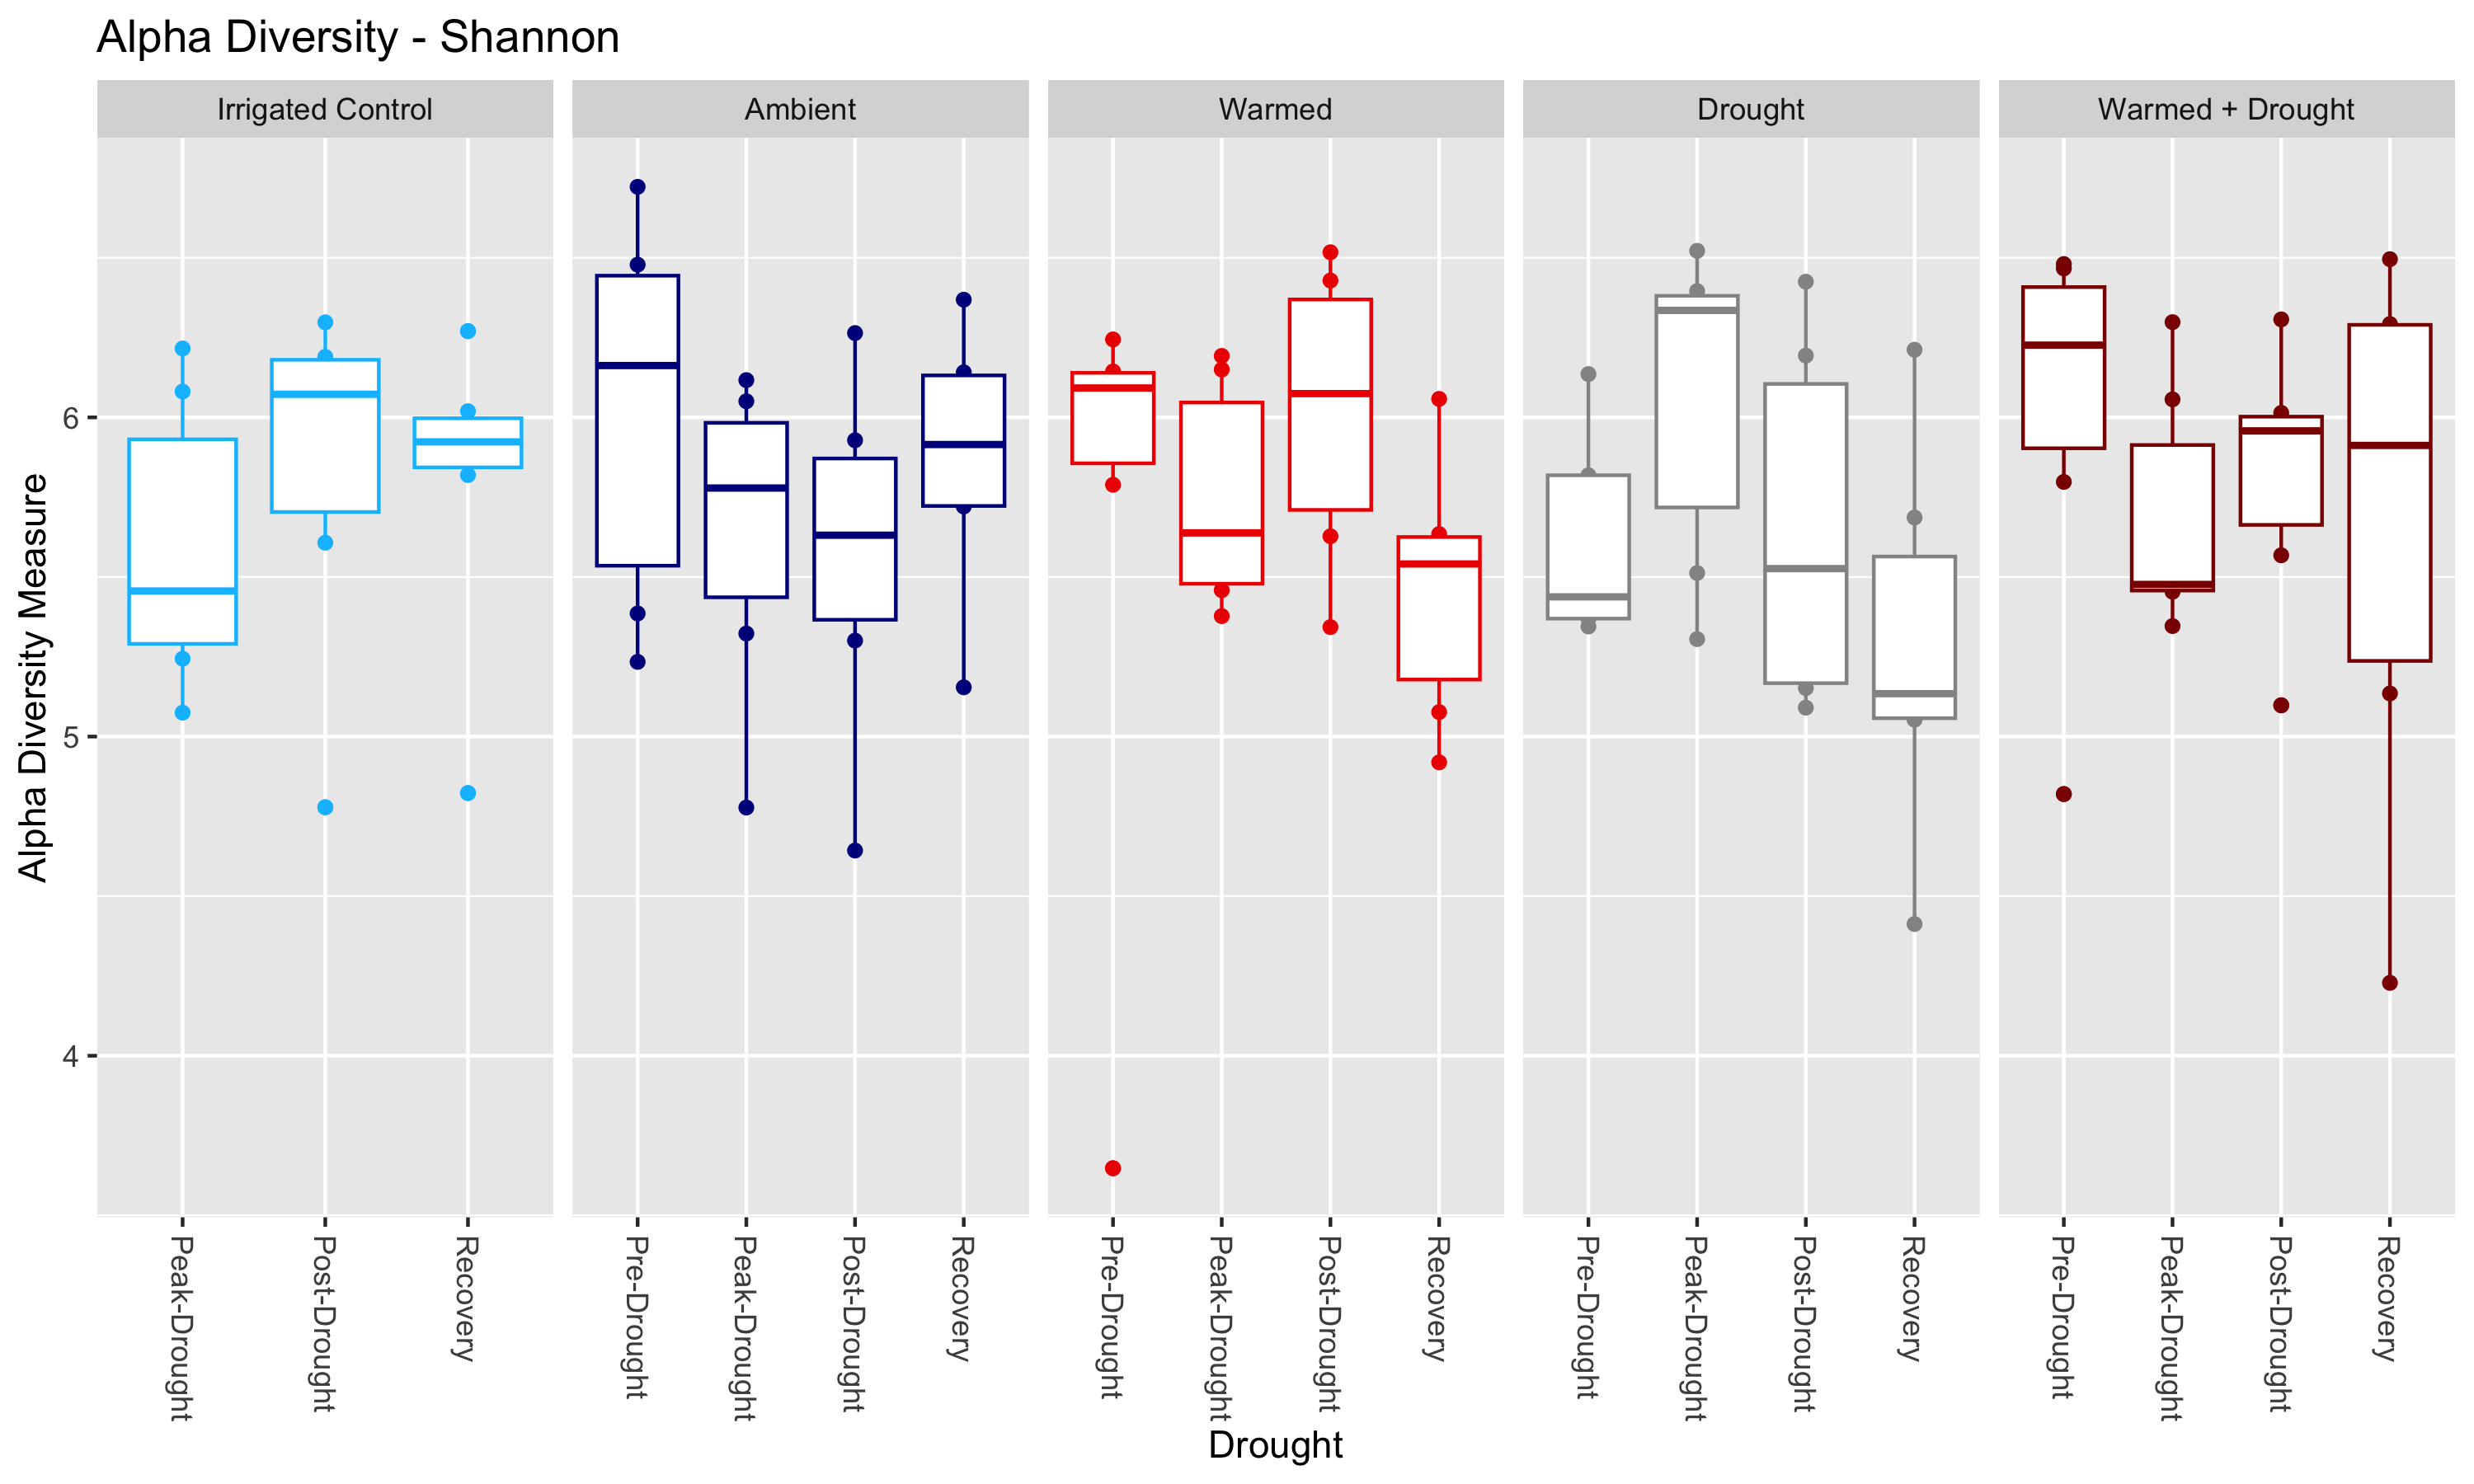 Alpha Diversity - Shannon
Irrigated Control
Ambient
Warmed
Drought
Warmed + Drought
Alpha Diversity Measure
6
5
4
Peak-Drought
Post-Drought
Recovery
Pre-Drought
Peak-Drought
Post-Drought
Recovery
Pre-Drought
Peak-Drought
Post-Drought
Recovery
Pre-Drought
Peak-Drought
Post-Drought
Recovery
Pre-Drought
Peak-Drought
Post-Drought
Recovery
Drought